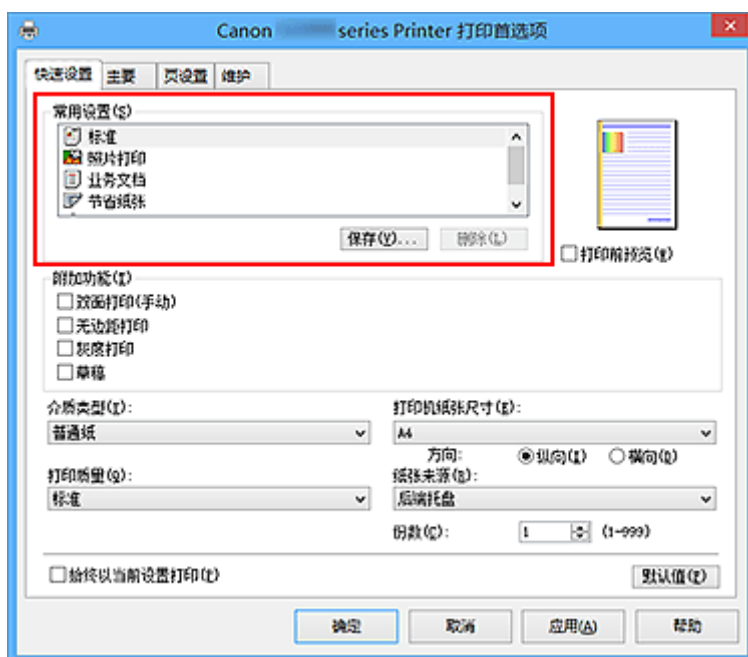 Canon series Printer 打印首选项
快速设置 主要 页设置 维护
常用设置(S)
标准
照片打印
业务文档
节省纸张
保存(V)... 删除(L)
打印前预览(W)
附加功能(I)
双面打印(手动)
无边距打印
灰度打印
草稿
介质类型(I): 打印机纸张尺寸(E):
普通纸 A4
方向: 纵向(I) 横向(Q)
打印质量(Q): 纸张来源(B):
标准 后端托盘
份数(C): 1 (1-999)
始终以当前设置打印(E) 默认值(E)
确定 取消 应用(A) 帮助